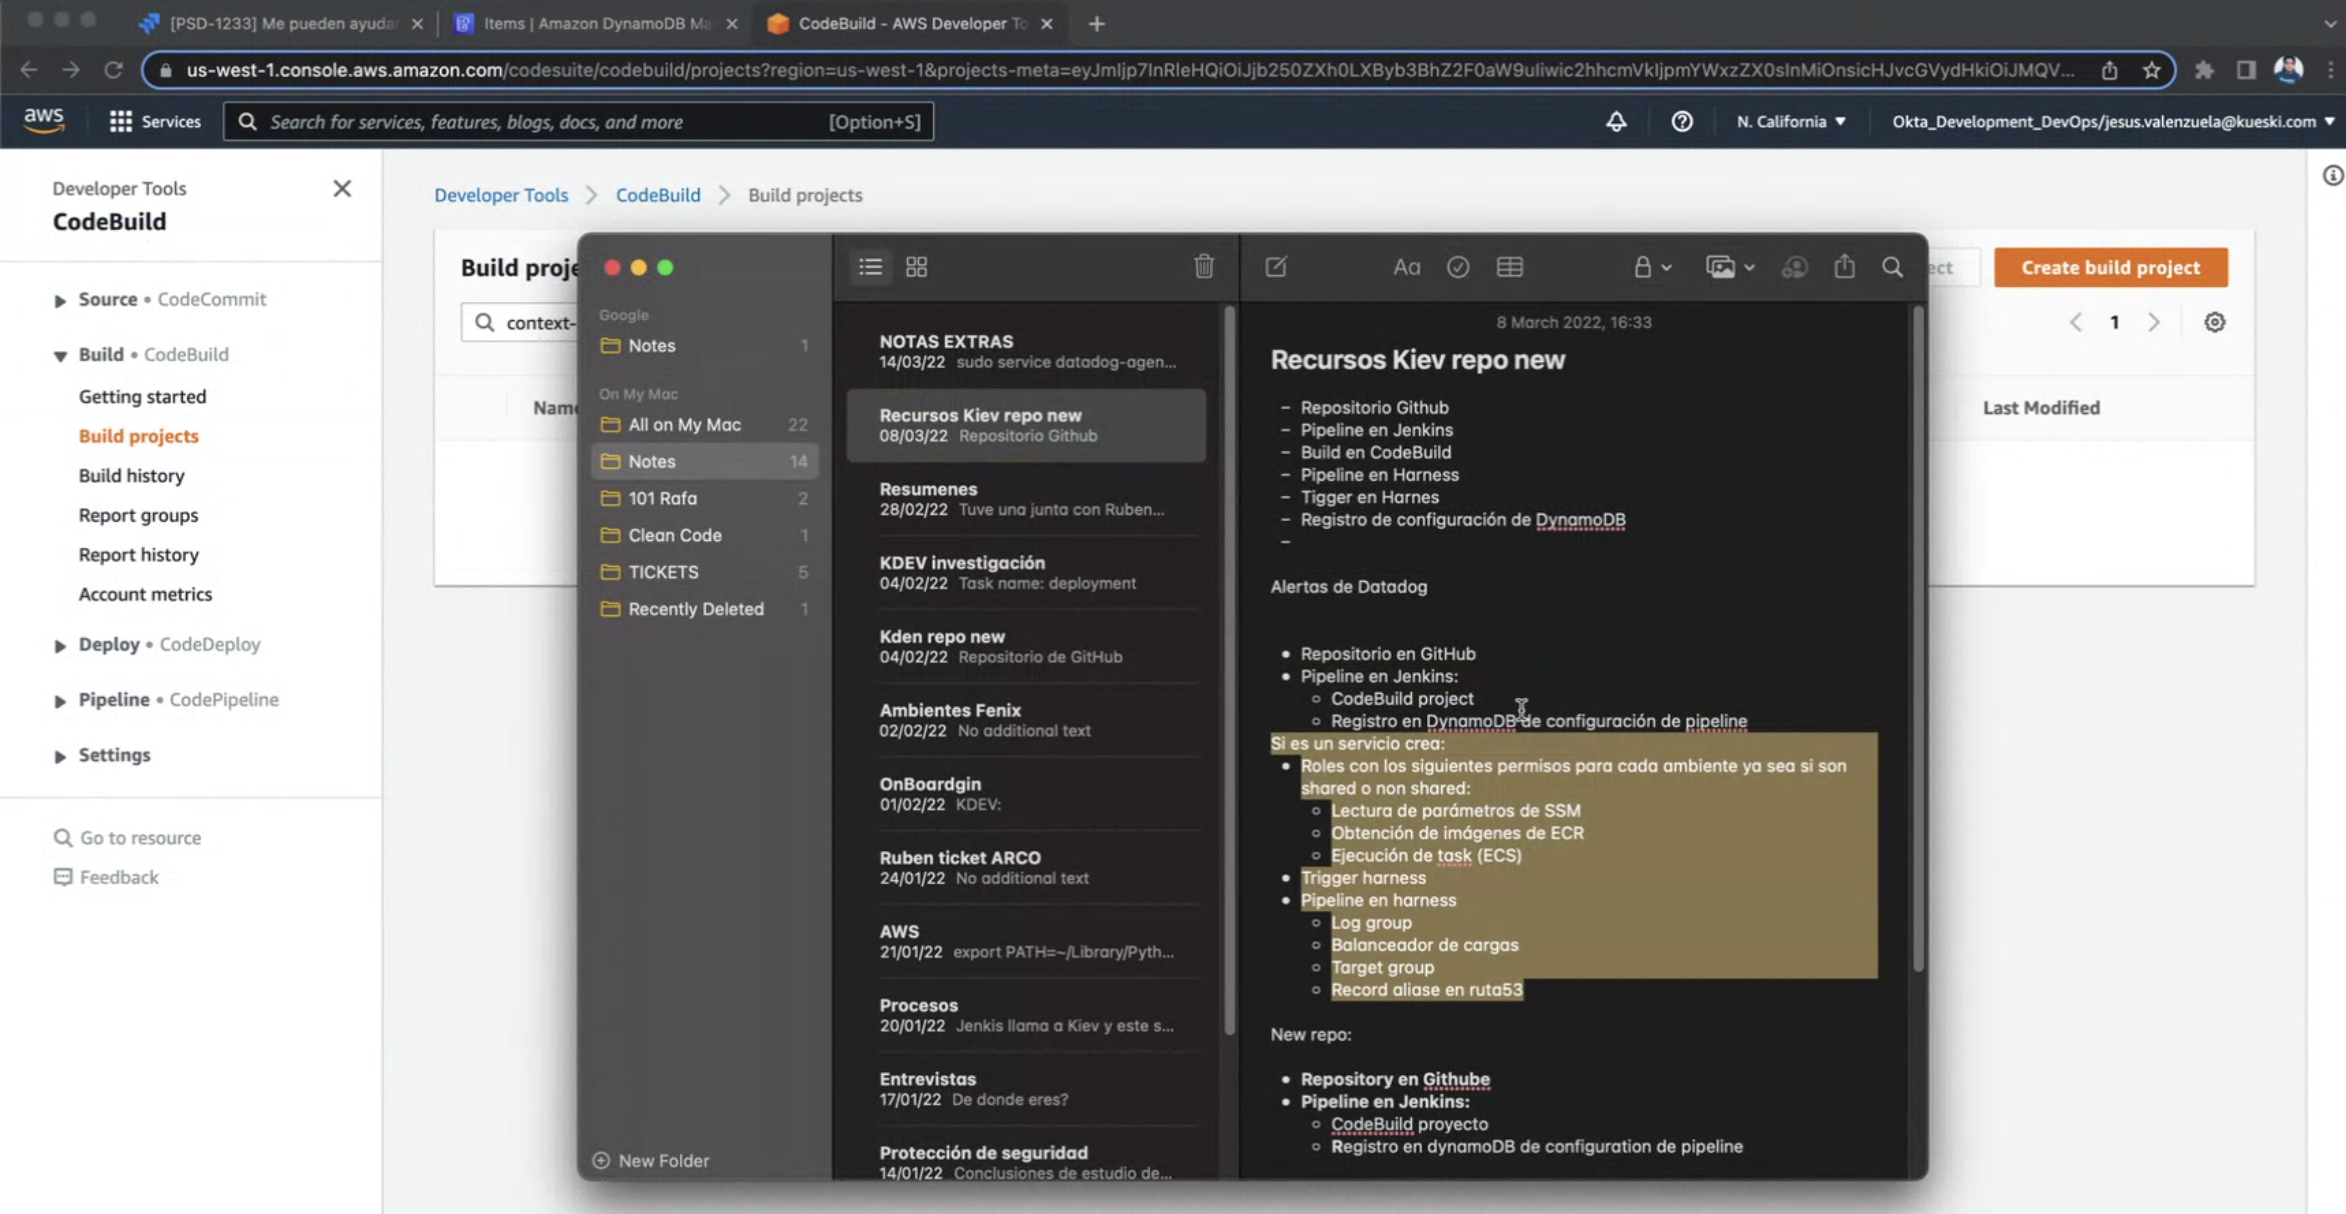 [PSD-1233] Me pueden ayudar
Items | Amazon DynamoDB Ma
CodeBuild - AWS Developer To
us-west-1.console.aws.amazon.com/codesuite/codebuild/projects?region=us-west-1&projects-meta=
aws
Services
Search for services, features, blogs, docs, and more
[Option+S]
N. California
Okta_Development_DevOps/jesus.valenzuela@kueski.com
Developer Tools
CodeBuild
Source • CodeCommit
Build • CodeBuild
Getting started
Build projects
Build history
Report groups
Report history
Account metrics
Deploy • CodeDeploy
Pipeline • CodePipeline
Settings
Go to resource
Feedback
Developer Tools
CodeBuild
Build projects
Build proje
context-
Name
ect
Create build project
1
Last Modified
Google
Notes 1
On My Mac
All on My Mac 22
Notes 14
101 Rafa 2
Clean Code 1
TICKETS 5
Recently Deleted 1
New Folder
NOTAS EXTRAS
14/03/22 sudo service datadog-agen...
Recursos Kiev repo new
08/03/22 Repositorio Github
Resumenes
28/02/22 Tuve una junta con Ruben...
KDEV investigación
04/02/22 Task name: deployment
Kden repo new
04/02/22 Repositorio de GitHub
Ambientes Fenix
02/02/22 No additional text
OnBoardgin
01/02/22 KDEV:
Ruben ticket ARCO
24/01/22 No additional text
AWS
21/01/22 export PATH=~/Library/Pyth...
Procesos
20/01/22 Jenkis llama a Kiev y este s...
Entrevistas
17/01/22 De donde eres?
Protección de seguridad
14/01/22 Conclusiones de estudio de...
Aa
8 March 2022, 16:33
Recursos Kiev repo new
– Repositorio Github
– Pipeline en Jenkins
– Build en CodeBuild
– Pipeline en Harness
– Tigger en Harnes
– Registro de configuración de DynamoDB
–
Alertas de Datadog
• Repositorio en GitHub
• Pipeline en Jenkins:
◦ CodeBuild project
◦ Registro en DynamoDB de configuración de pipeline
Si es un servicio crea:
• Roles con los siguientes permisos para cada ambiente ya sea si son
shared o non shared:
◦ Lectura de parámetros de SSM
◦ Obtención de imágenes de ECR
◦ Ejecución de task (ECS)
• Trigger harness
• Pipeline en harness
◦ Log group
◦ Balanceador de cargas
◦ Target group
◦ Record aliase en ruta53
New repo:
• Repository en Githube
• Pipeline en Jenkins:
◦ CodeBuild proyecto
◦ Registro en dynamoDB de configuration de pipeline